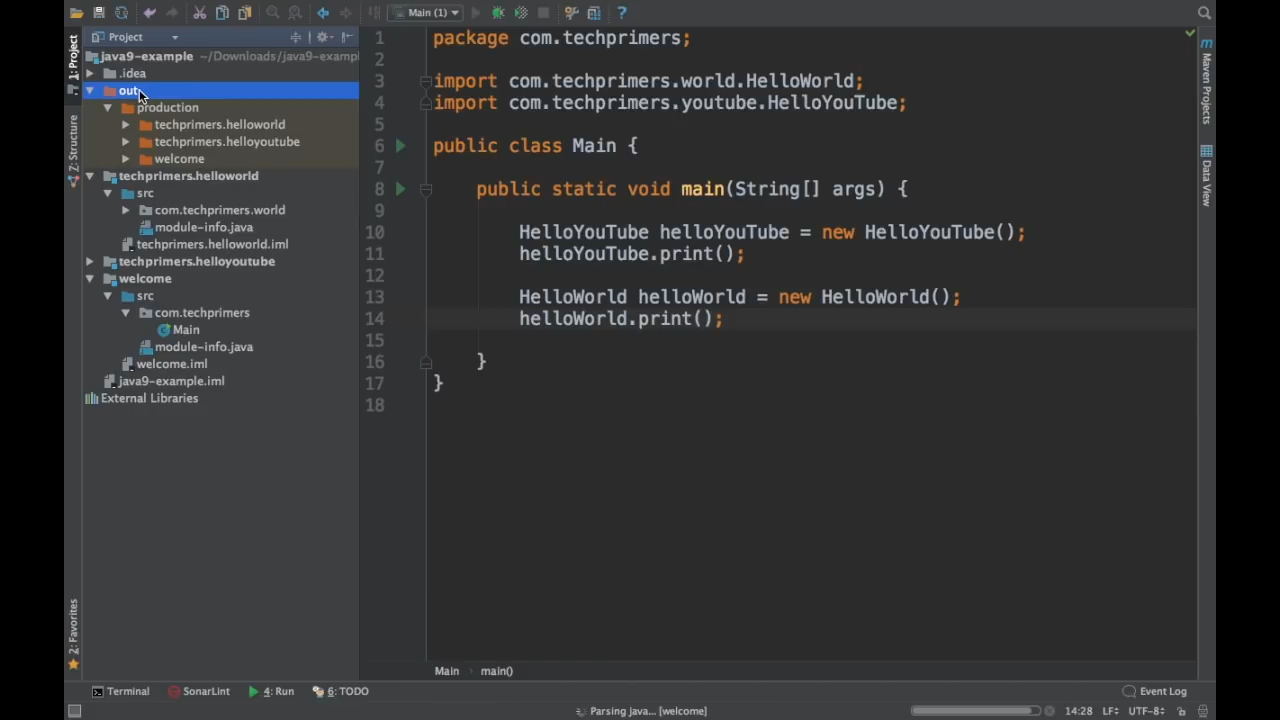 Main (1)
Project
java9-example ~/Downloads/java9-exampl
.idea
out
production
techprimers.helloworld
techprimers.helloyoutube
welcome
techprimers.helloworld
src
com.techprimers.world
module-info.java
techprimers.helloworld.iml
techprimers.helloyoutube
welcome
src
com.techprimers
Main
module-info.java
welcome.iml
java9-example.iml
External Libraries
1: Project
7: Structure
2: Favorites
1 package com.techprimers;
2
3 import com.techprimers.world.HelloWorld;
4 import com.techprimers.youtube.HelloYouTube;
5
6 public class Main {
7
8 public static void main(String[] args) {
9
10 HelloYouTube helloYouTube = new HelloYouTube();
11 helloYouTube.print();
12
13 HelloWorld helloWorld = new HelloWorld();
14 helloWorld.print();
15
16 }
17 }
18
Maven Projects
Data View
Main main()
Terminal SonarLint 4: Run 6: TODO Event Log
Parsing java... [welcome] 14:28 LF÷ UTF-8÷